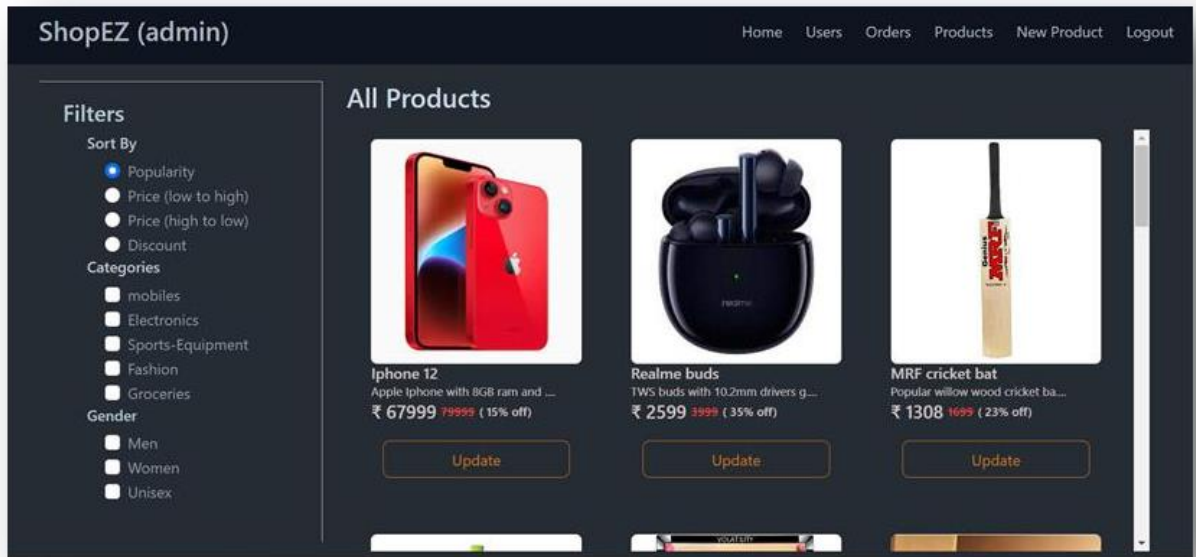 ShopEZ (admin)
Home Users Orders Products New Product Logout
Filters
Sort By
Popularity
Price (low to high)
Price (high to low)
Discount
Categories
mobiles
Electronics
Sports-Equipment
Fashion
Groceries
Gender
Men
Women
Unisex
All Products
realme
Genius
MRF
Iphone 12
Apple Iphone with 8GB ram and ....
₹ 67999 79999 ( 15% off)
Update
Realme buds
TWS buds with 10.2mm drivers g....
₹ 2599 3999 ( 35% off)
Update
MRF cricket bat
Popular willow wood cricket ba....
₹ 1308 1699 ( 23% off)
Update